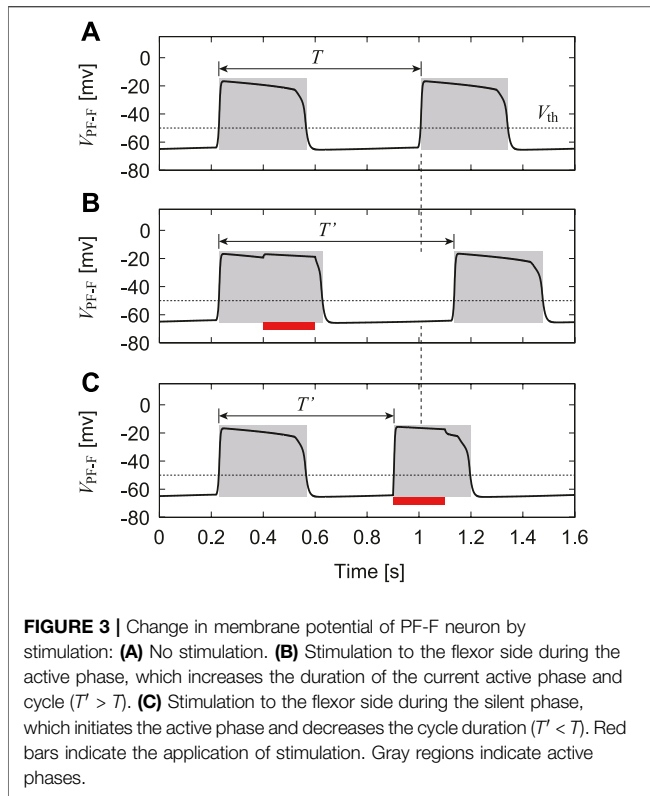 A
0
-20
-40
-60
-80
V_PF-F [mv]
T
V_th
B
0
-20
-40
-60
-80
V_PF-F [mv]
T'
C
0
-20
-40
-60
-80
V_PF-F [mv]
T'
0 0.2 0.4 0.6 0.8 1 1.2 1.4 1.6
Time [s]
FIGURE 3 | Change in membrane potential of PF-F neuron by
stimulation: (A) No stimulation. (B) Stimulation to the flexor side during the
active phase, which increases the duration of the current active phase and
cycle (T' > T). (C) Stimulation to the flexor side during the silent phase,
which initiates the active phase and decreases the cycle duration (T' < T). Red
bars indicate the application of stimulation. Gray regions indicate active
phases.